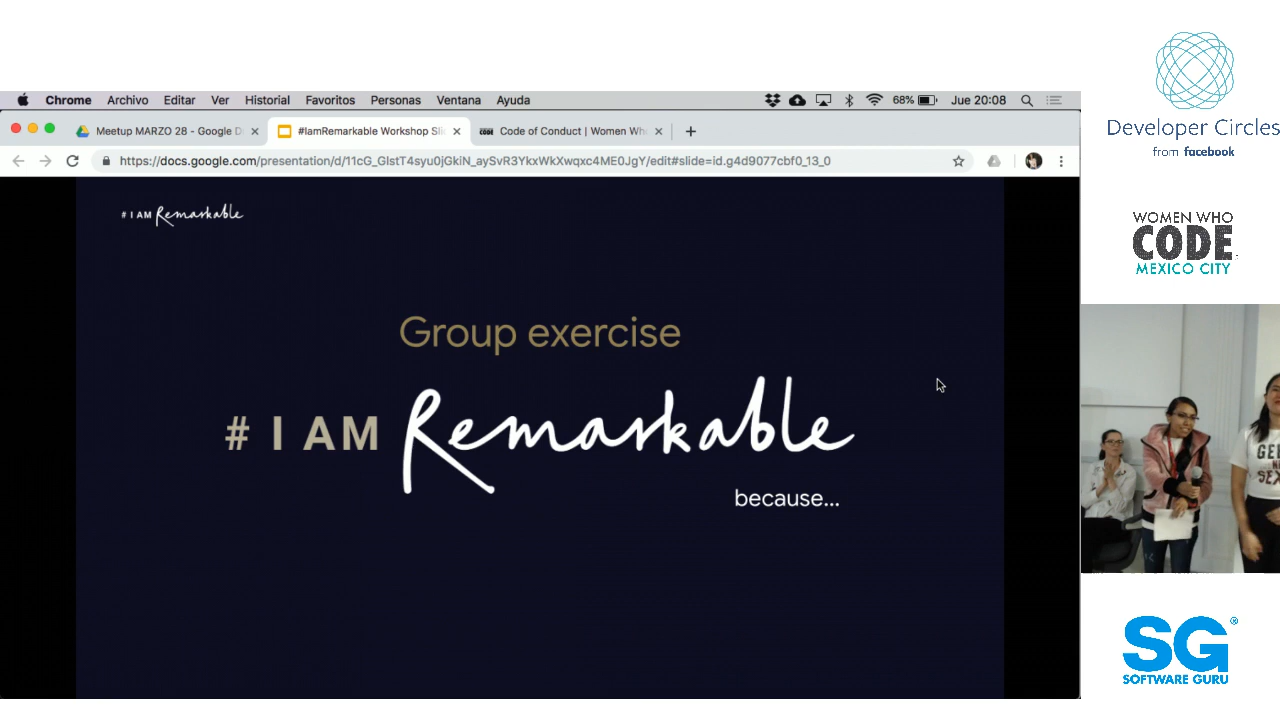 Chrome Archivo Editar Ver Historial Favoritos Personas Ventana Ayuda 68% Jue 20:08
Meetup MARZO 28 - Google D
#IamRemarkable Workshop Sli
CODE Code of Conduct | Women Wh
https://docs.google.com/presentation/d/11cG_GlstT4syu0jGkiN_aySvR3YkxWkXwqxc4ME0JgY/edit#slide=id.g4d9077cbf0_13_0
# I AM Remarkable
Group exercise
# I AM Remarkable
because...
Developer Circles
from facebook
WOMEN WHO
CODE
MEXICO CITY
SG®
SOFTWARE GURU